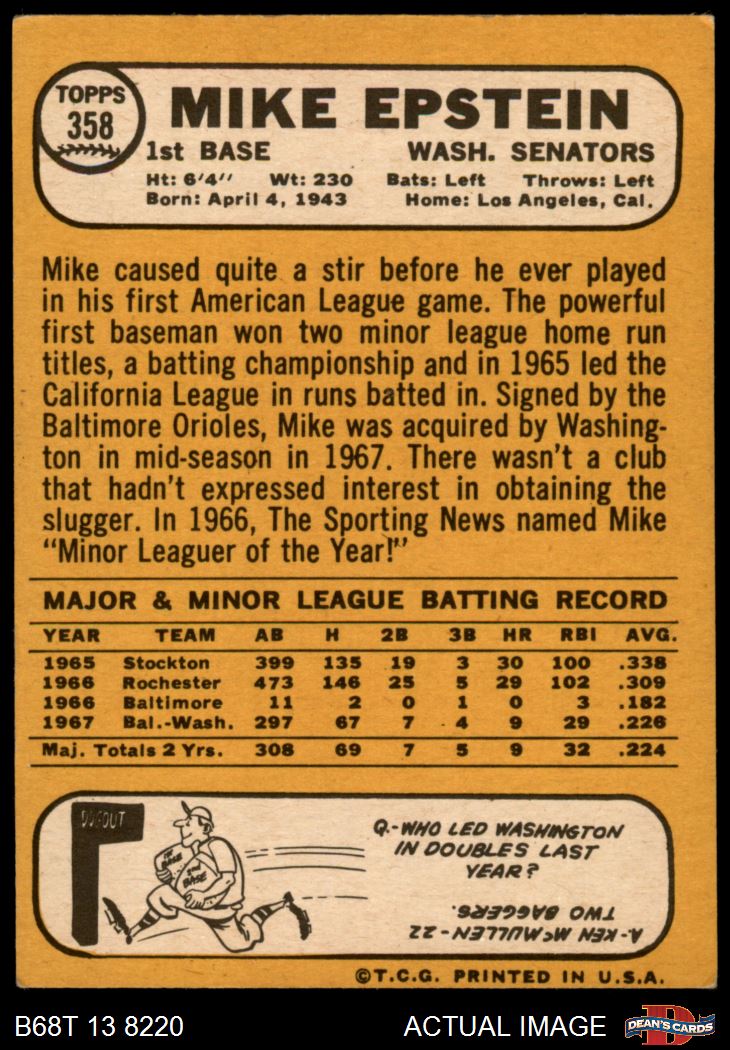 TOPPS
358
MIKE EPSTEIN
1st BASE WASH. SENATORS
Ht: 6'4" Wt: 230 Bats: Left Throws: Left
Born: April 4, 1943 Home: Los Angeles, Cal.
Mike caused quite a stir before he ever played
in his first American League game. The powerful
first baseman won two minor league home run
titles, a batting championship and in 1965 led the
California League in runs batted in. Signed by the
Baltimore Orioles, Mike was acquired by Washing-
ton in mid-season in 1967. There wasn't a club
that hadn't expressed interest in obtaining the
slugger. In 1966, The Sporting News named Mike
"Minor Leaguer of the Year!"
MAJOR & MINOR LEAGUE BATTING RECORD
YEAR TEAM AB H 2B 3B HR RBI AVG.
1965 Stockton 399 135 19 3 30 100 .338
1966 Rochester 473 146 25 5 29 102 .309
1966 Baltimore 11 2 0 1 0 3 .182
1967 Bal.-Wash. 297 67 7 4 9 29 .226
Maj. Totals 2 Yrs. 308 69 7 5 9 32 .224
DUGOUT
1st
BASE
2nd
BASE
Q.-WHO LED WASHINGTON
IN DOUBLES LAST
YEAR?
A-KEN McMULLEN-22
TWO BAGGERS.
©T.C.G. PRINTED IN U.S.A.
B68T 13 8220 ACTUAL IMAGE
D
DEAN'S CARDS